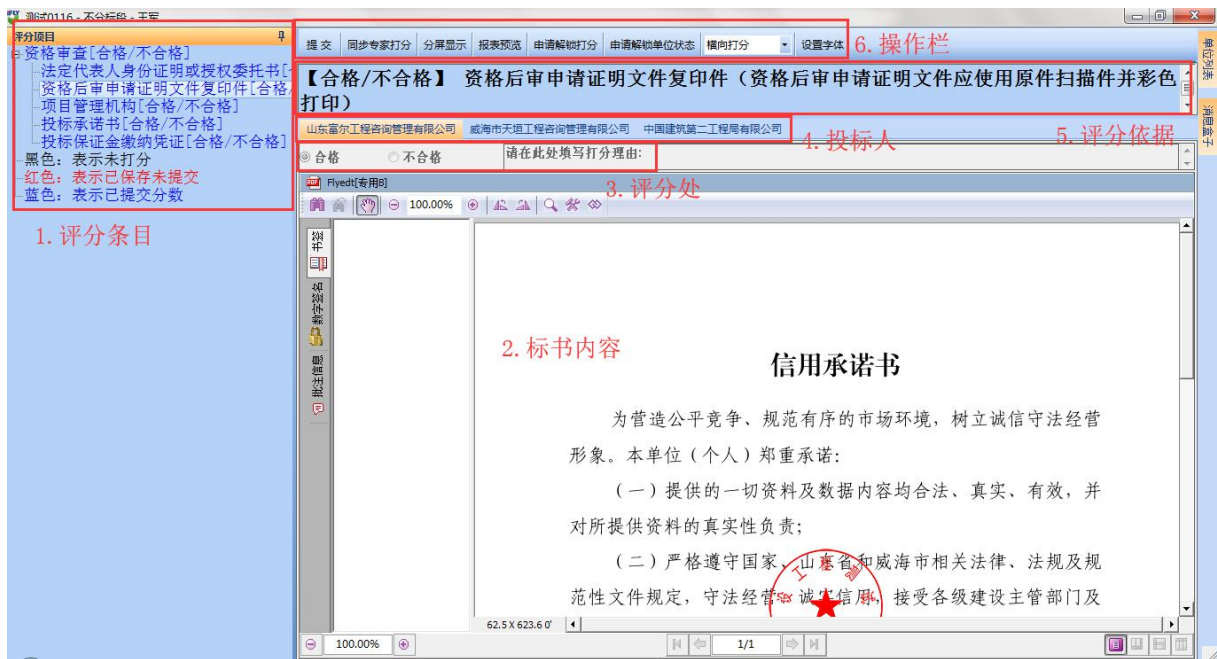 测试0116 - 不分标段 - 王军
评分项目
资格审查[合格/不合格]
法定代表人身份证明或授权委托书[
资格后审申请证明文件复印件[合格/
项目管理机构[合格/不合格]
投标承诺书[合格/不合格]
投标保证金缴纳凭证[合格/不合格]
黑色: 表示未打分
红色: 表示已保存未提交
蓝色: 表示已提交分数
1. 评分条目
提 交 同步专家打分 分屏显示 报表预览 申请解锁打分 申请解锁单位状态 横向打分 设置字体
6. 操作栏
【合格/不合格】 资格后审申请证明文件复印件（资格后审申请证明文件应使用原件扫描件并彩色
打印）
山东富尔工程咨询管理有限公司 威海市天垣工程咨询管理有限公司 中国建筑第二工程局有限公司
4. 投标人
5. 评分依据
合格 不合格 请在此处填写打分理由:
3. 评分处
Flyedt[专用B]
100.00%
书签
数字签名
批注信息
2. 标书内容
信用承诺书
为营造公平竞争、规范有序的市场环境，树立诚信守法经营
形象。本单位（个人）郑重承诺:
（一）提供的一切资料及数据内容均合法、真实、有效，并
对所提供资料的真实性负责;
（二）严格遵守国家、山东省和威海市相关法律、法规及规
范性文件规定，守法经营、诚实信用，接受各级建设主管部门及
62.5 X 623.6 0'
100.00%
1/1
单位列表
消息盒子